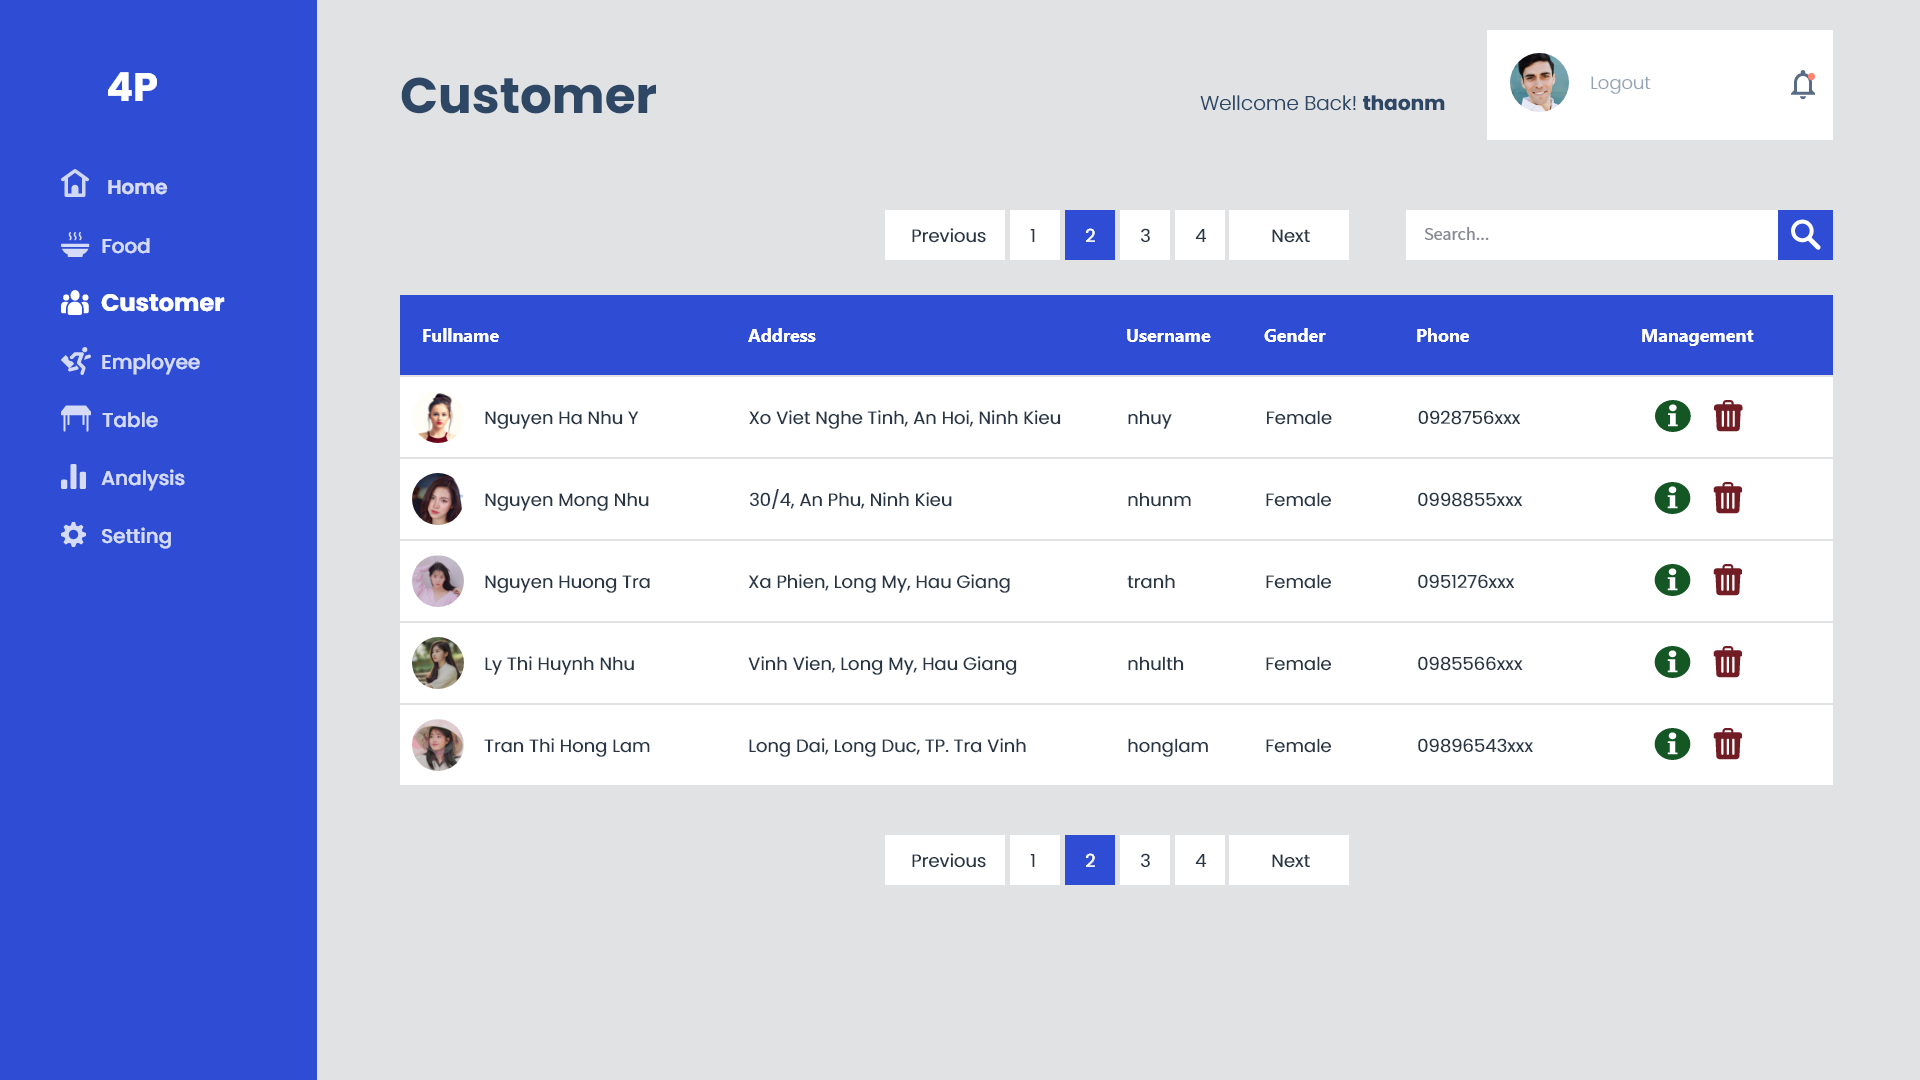 4P
Home
Food
Customer
Employee
Table
Analysis
Setting
Customer
Wellcome Back! thaonm
Logout
Previous 1 2 3 4 Next
Search...
Fullname Address Username Gender Phone Management
Nguyen Ha Nhu Y Xo Viet Nghe Tinh, An Hoi, Ninh Kieu nhuy Female 0928756xxx
Nguyen Mong Nhu 30/4, An Phu, Ninh Kieu nhunm Female 0998855xxx
Nguyen Huong Tra Xa Phien, Long My, Hau Giang tranh Female 0951276xxx
Ly Thi Huynh Nhu Vinh Vien, Long My, Hau Giang nhulth Female 0985566xxx
Tran Thi Hong Lam Long Dai, Long Duc, TP. Tra Vinh honglam Female 09896543xxx
Previous 1 2 3 4 Next